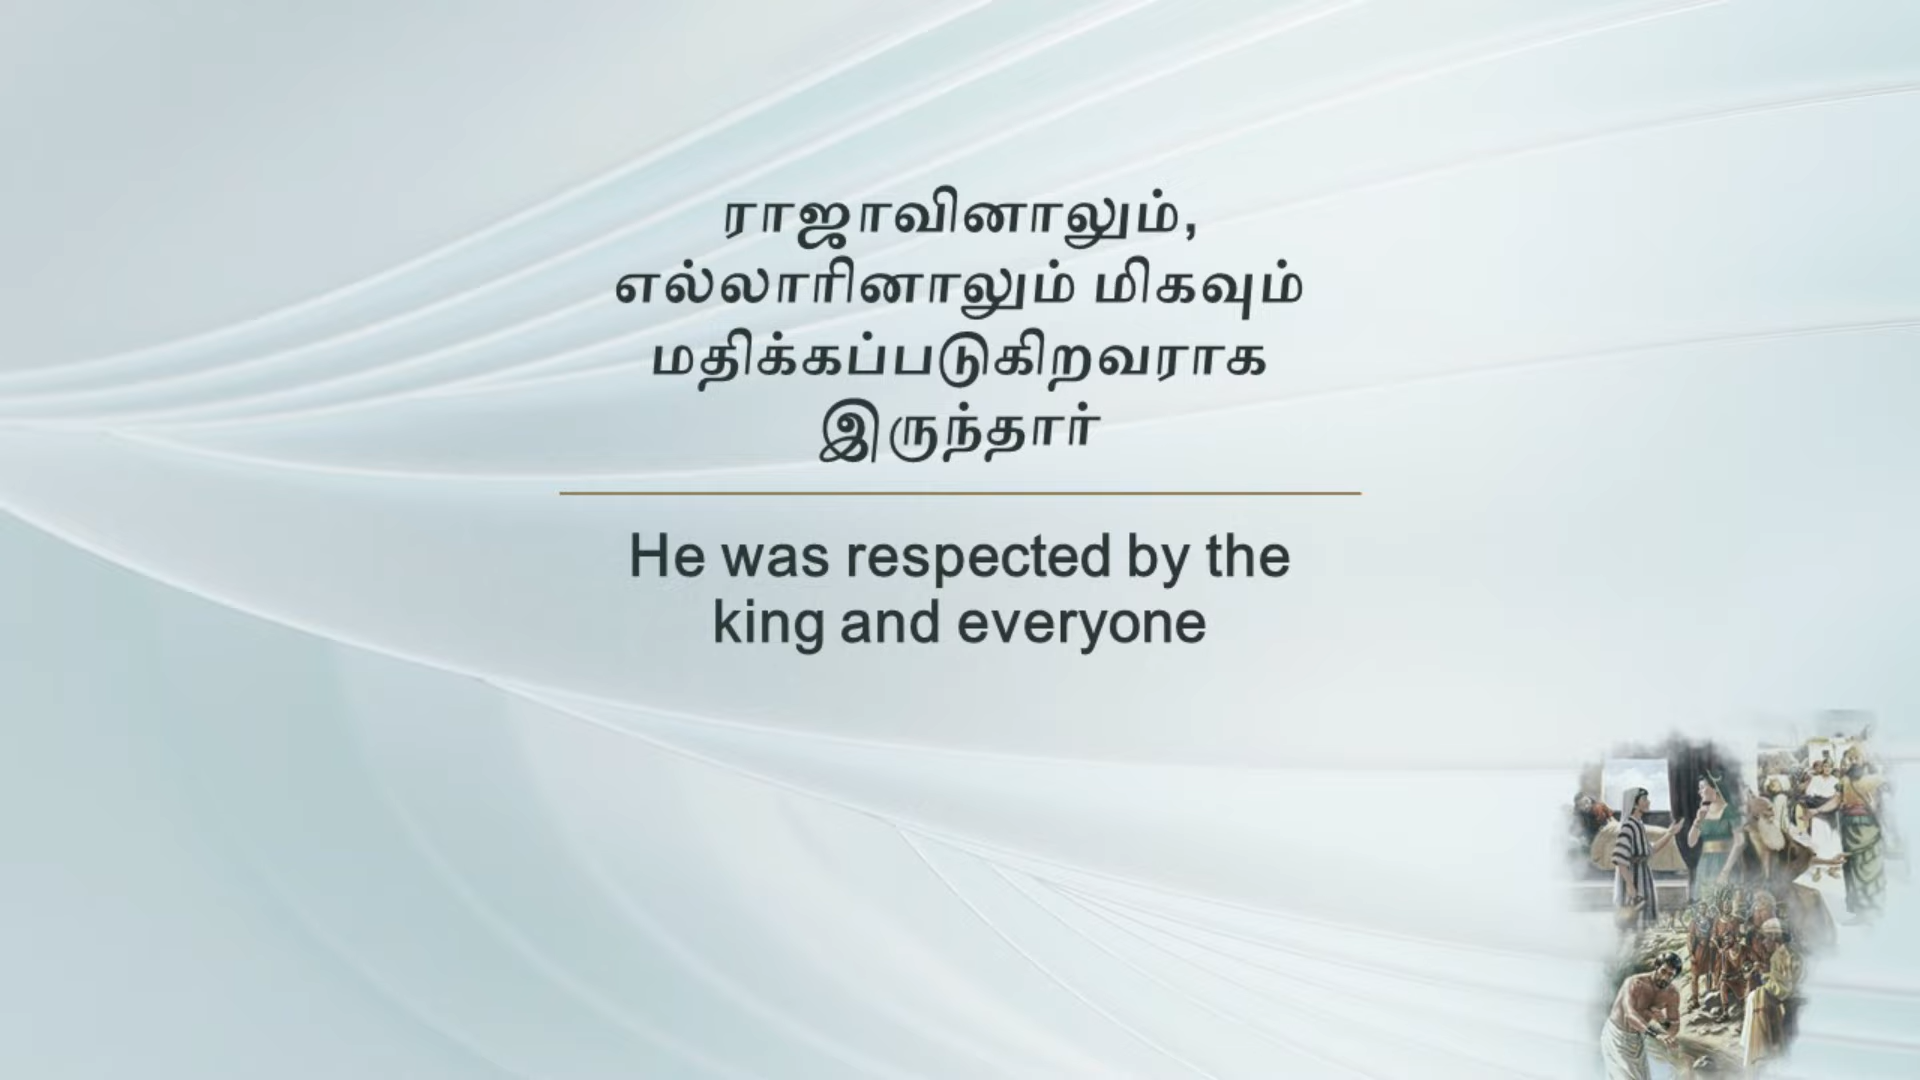 ராஜாவினாலும்,
எல்லாரினாலும் மிகவும்
மதிக்கப்படுகிறவராக
இருந்தார்
He was respected by the
king and everyone